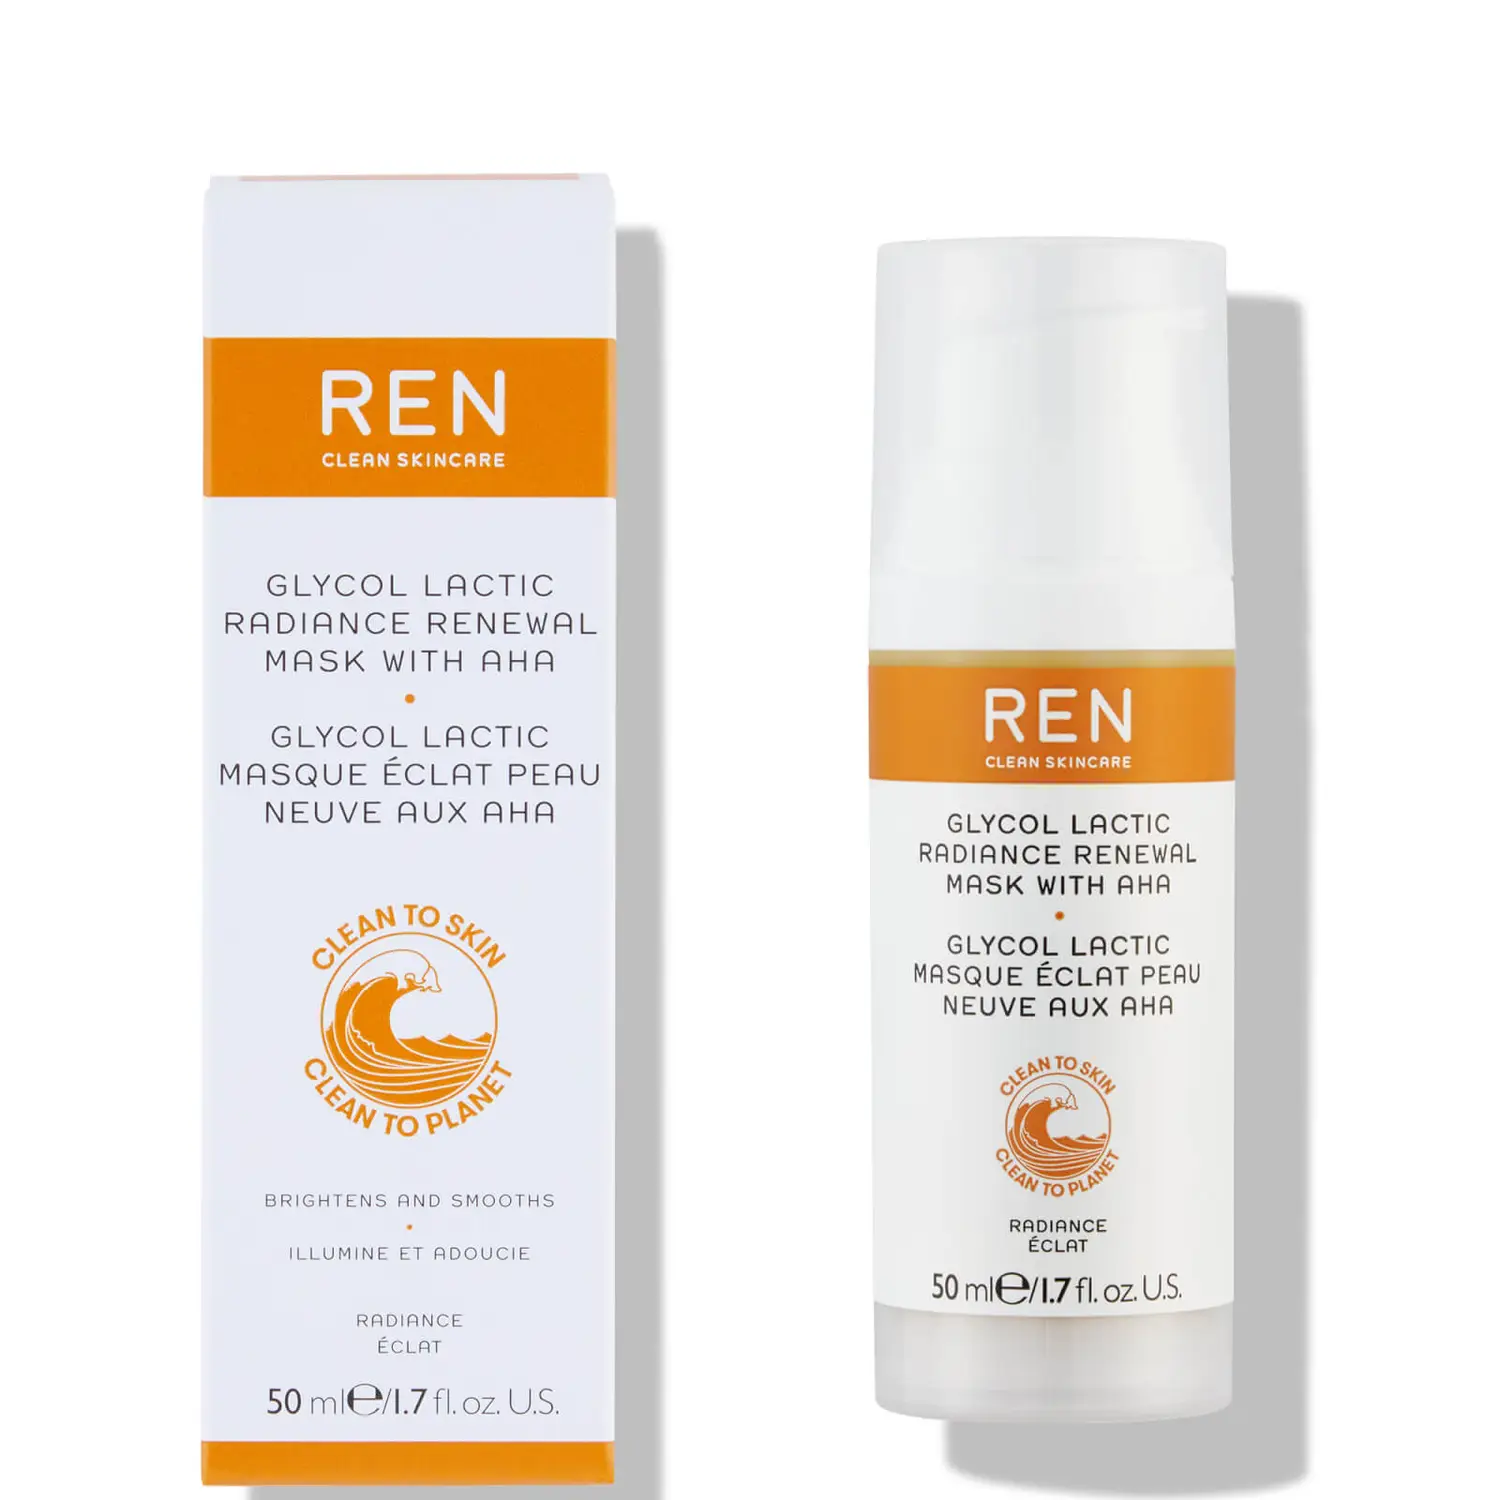 REN
CLEAN SKINCARE
GLYCOL LACTIC
RADIANCE RENEWAL
MASK WITH AHA
GLYCOL LACTIC
MASQUE ÉCLAT PEAU
NEUVE AUX AHA
CLEAN TO SKIN
CLEAN TO PLANET
BRIGHTENS AND SMOOTHS
ILLUMINE ET ADOUCIE
RADIANCE
ÉCLAT
50 ml℮/1.7 fl. oz. U.S.
REN
CLEAN SKINCARE
GLYCOL LACTIC
RADIANCE RENEWAL
MASK WITH AHA
GLYCOL LACTIC
MASQUE ÉCLAT PEAU
NEUVE AUX AHA
CLEAN TO SKIN
CLEAN TO PLANET
RADIANCE
ÉCLAT
50 ml℮/1.7 fl. oz. U.S.